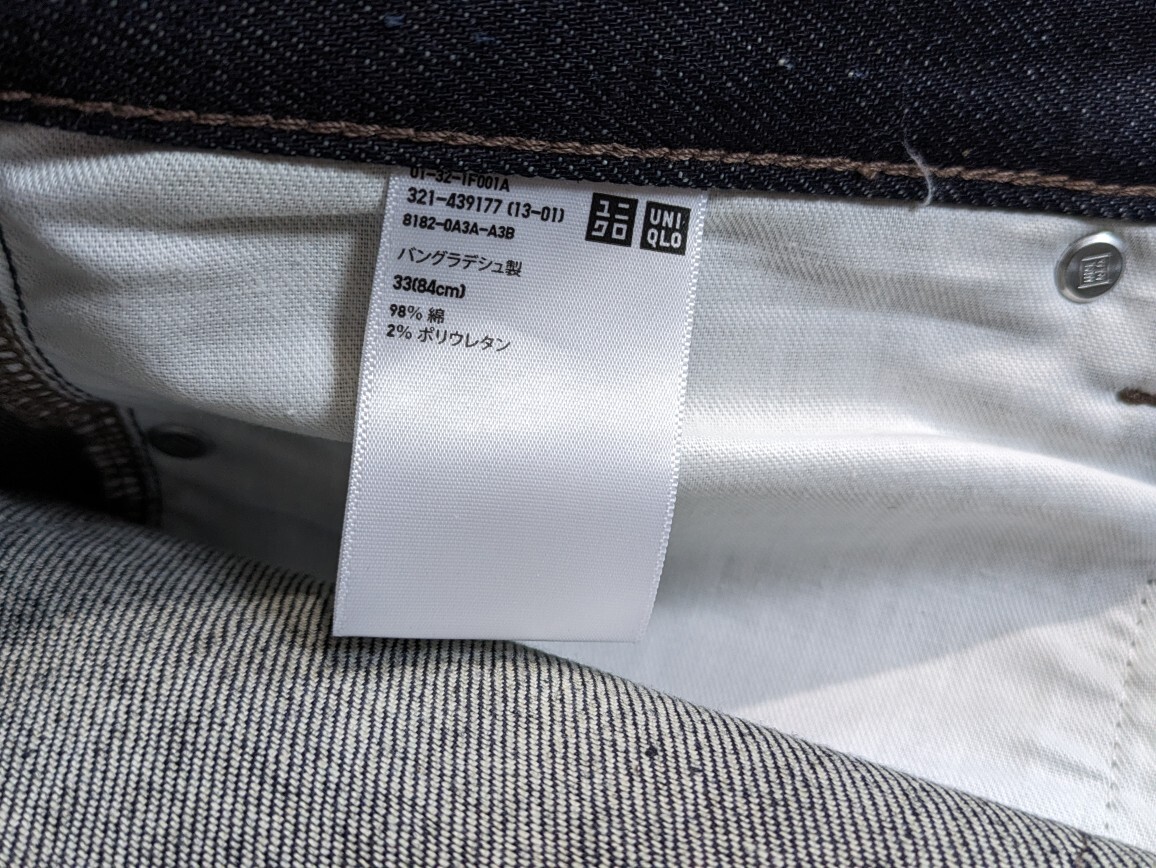 01-32-1F001A
321-439177 (13-01)
8182-0A3A-A3B
ユニ
クロ
UNI
QLO
バングラデシュ製
33(84cm)
98% 綿
2% ポリウレタン